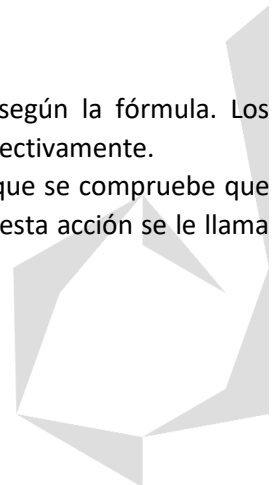 según la fórmula. Los
ectivamente.
que se compruebe que
esta acción se le llama